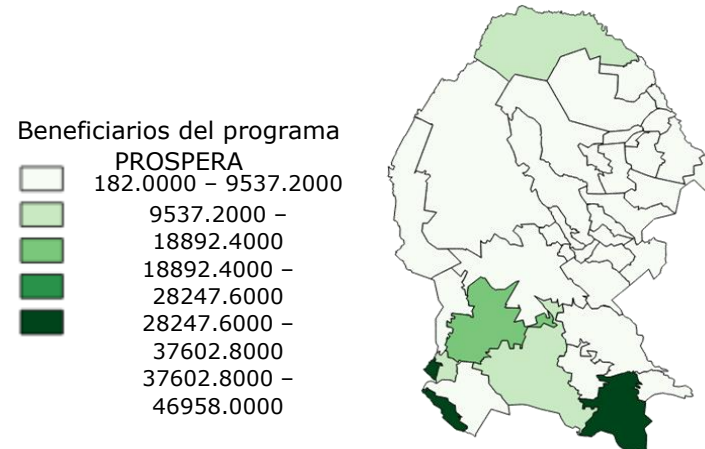 Beneficiarios del programa
PROSPERA
182.0000 – 9537.2000
9537.2000 –
18892.4000
18892.4000 –
28247.6000
28247.6000 –
37602.8000
37602.8000 –
46958.0000